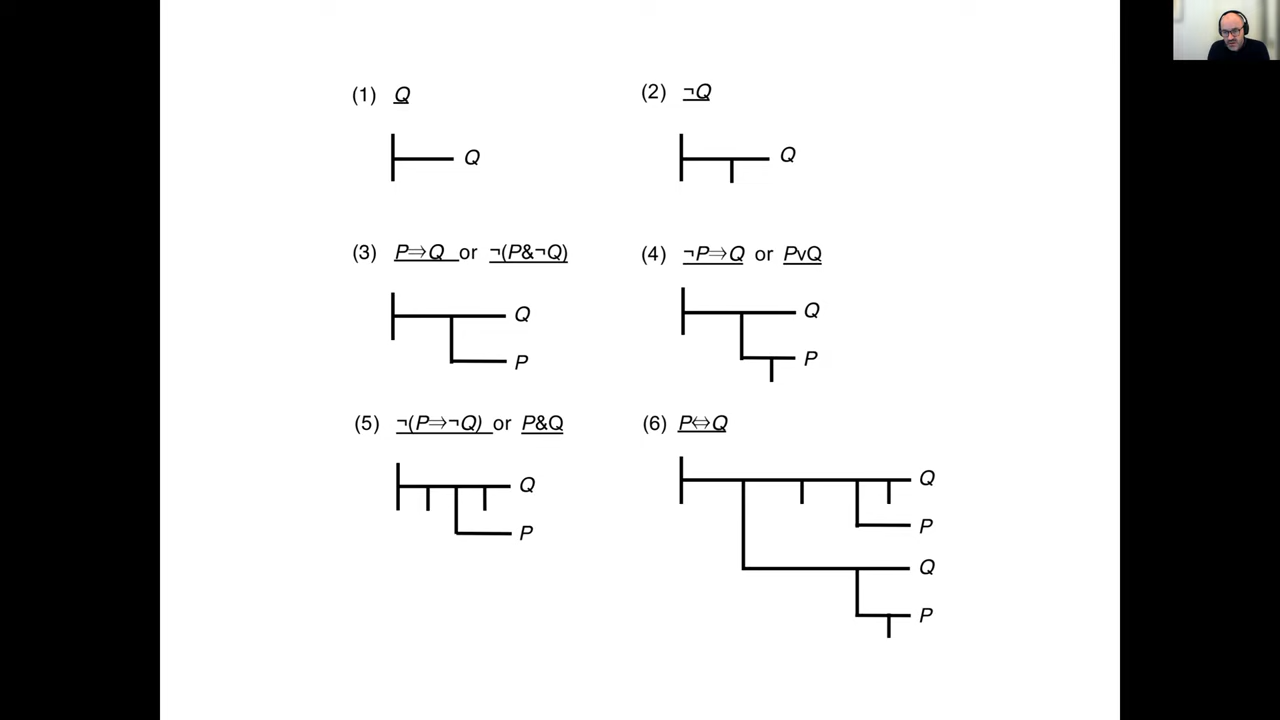 (1) Q
(2) ¬Q
Q
Q
(3) P⇒Q or ¬(P&¬Q)
(4) ¬P⇒Q or PvQ
Q
P
Q
P
(5) ¬(P⇒¬Q) or P&Q
(6) P⇔Q
Q
P
Q
P
Q
P